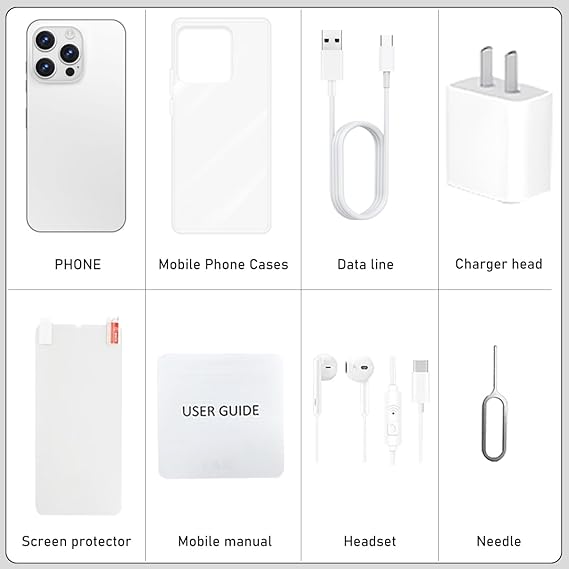 PHONE
Mobile Phone Cases
Data line
Charger head
USER GUIDE
Screen protector
Mobile manual
Headset
Needle